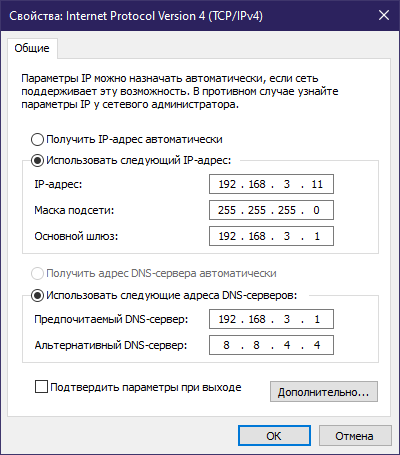 Свойства: Internet Protocol Version 4 (TCP/IPv4)
Общие
Параметры IP можно назначать автоматически, если сеть
поддерживает эту возможность. В противном случае узнайте
параметры IP у сетевого администратора.
Получить IP-адрес автоматически
Использовать следующий IP-адрес:
IP-адрес: 192 . 168 . 3 . 11
Маска подсети: 255 . 255 . 255 . 0
Основной шлюз: 192 . 168 . 3 . 1
Получить адрес DNS-сервера автоматически
Использовать следующие адреса DNS-серверов:
Предпочитаемый DNS-сервер: 192 . 168 . 3 . 1
Альтернативный DNS-сервер: 8 . 8 . 4 . 4
Подтвердить параметры при выходе
Дополнительно...
ОК Отмена